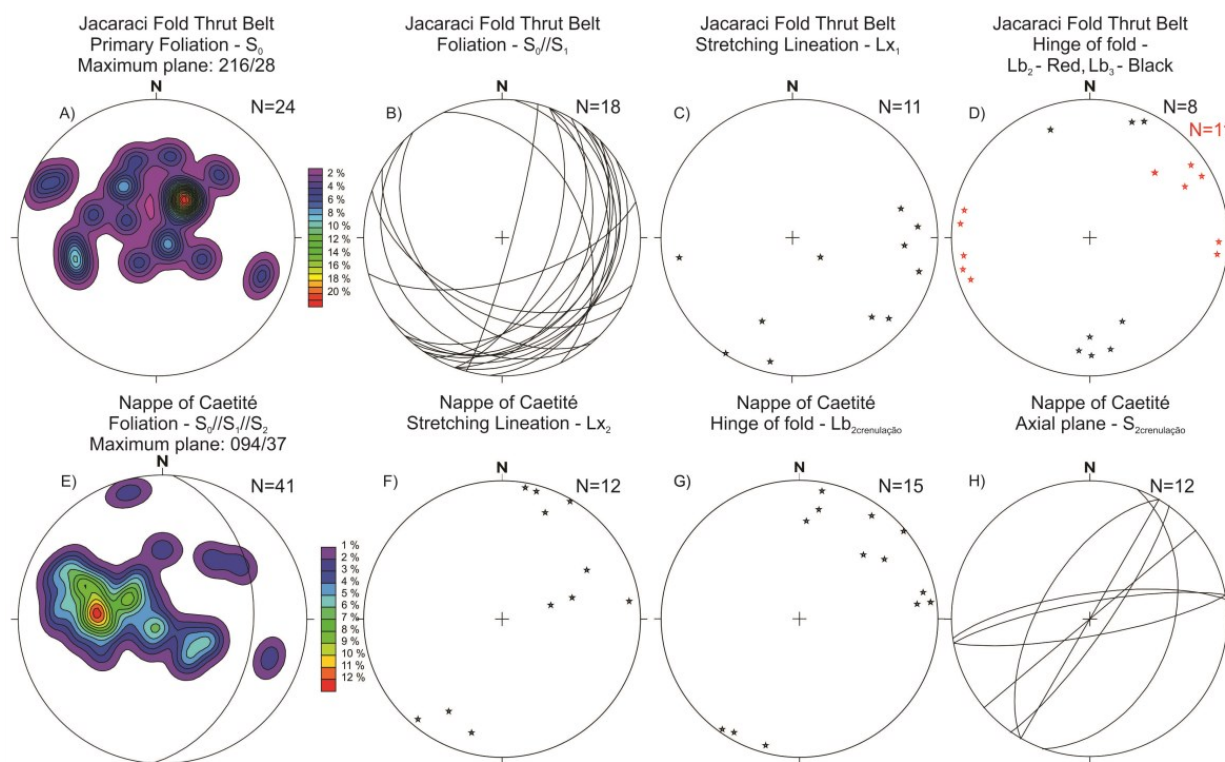 Jacaraci Fold Thrut Belt
Primary Foliation - S₀
Maximum plane: 216/28
N
A)
N=24
2 %
4 %
6 %
8 %
10 %
12 %
14 %
16 %
18 %
20 %
Jacaraci Fold Thrut Belt
Foliation - S₀//S₁
N
B)
N=18
Jacaraci Fold Thrut Belt
Stretching Lineation - Lx₁
N
C)
N=11
Jacaraci Fold Thrut Belt
Hinge of fold -
Lb₂ - Red, Lb₃ - Black
N
D)
N=8
Nappe of Caetité
Foliation - S₀//S₁//S₂
Maximum plane: 094/37
N
E)
N=41
1 %
2 %
3 %
4 %
5 %
6 %
7 %
8 %
9 %
10 %
11 %
12 %
Nappe of Caetité
Stretching Lineation - Lx₂
N
F)
N=12
Nappe of Caetité
Hinge of fold - Lb₂crenulação
N
G)
N=15
Nappe of Caetité
Axial plane - S₂crenulação
N
H)
N=12